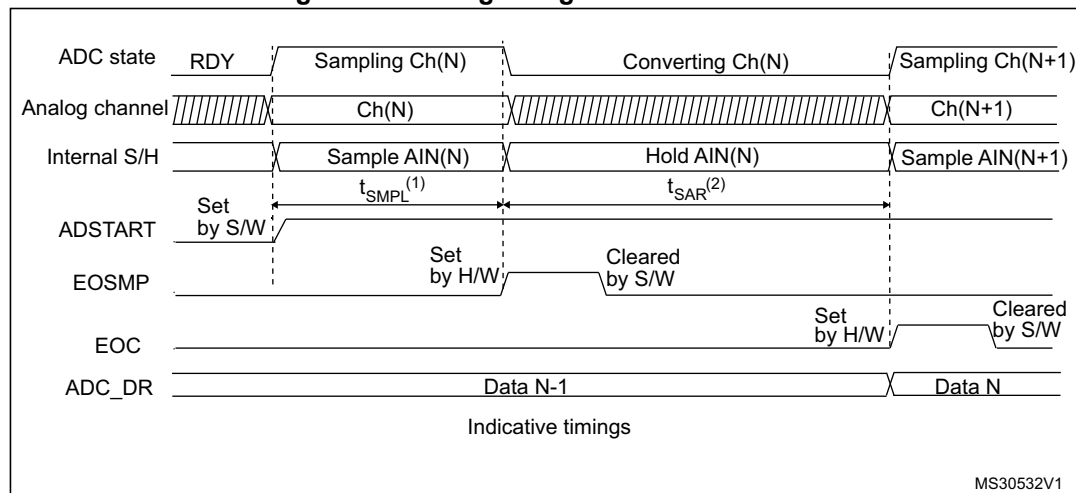 ADC state RDY Sampling Ch(N) Converting Ch(N) Sampling Ch(N+1)
Analog channel Ch(N) Ch(N+1)
Internal S/H Sample AIN(N) Hold AIN(N) Sample AIN(N+1)
tSMPL(1) tSAR(2)
ADSTART Set by S/W
EOSMP Set by H/W Cleared by S/W
EOC Set by H/W Cleared by S/W
ADC_DR Data N-1 Data N
Indicative timings
MS30532V1